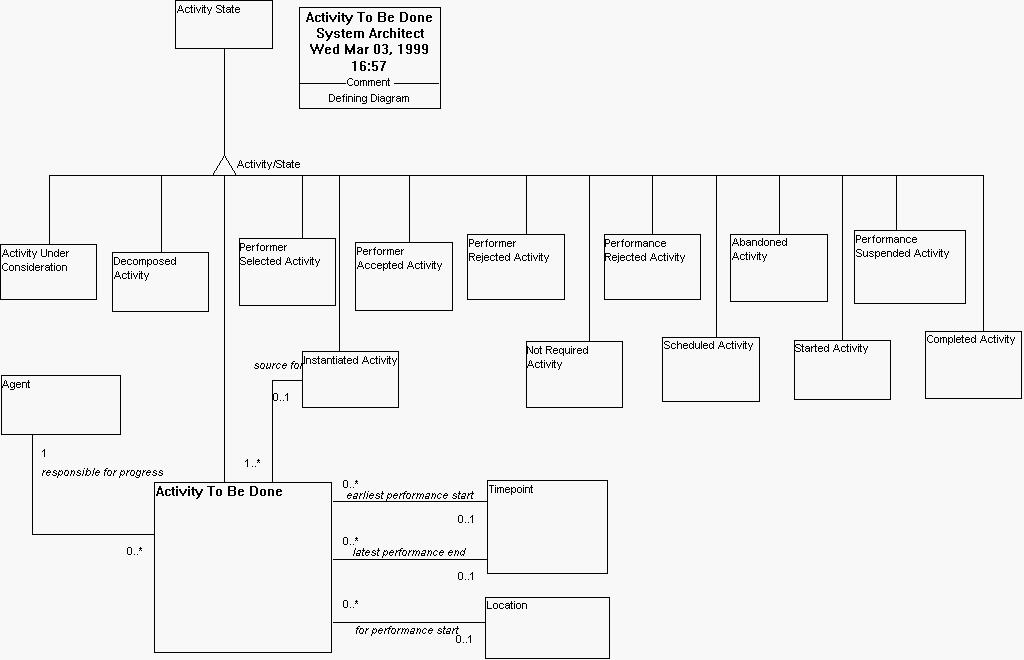 Activity State
Activity To Be Done
System Architect
Wed Mar 03, 1999
16:57
Comment
Defining Diagram
Activity/State
Activity Under
Consideration
Decomposed
Activity
Performer
Selected Activity
Performer
Accepted Activity
Performer
Rejected Activity
Performance
Rejected Activity
Abandoned
Activity
Performance
Suspended Activity
source for
Instantiated Activity
0..1
Not Required
Activity
Scheduled Activity
Started Activity
Completed Activity
Agent
1
responsible for progress
0..*
1..*
Activity To Be Done
0..*
earliest performance start
0..1
Timepoint
0..*
latest performance end
0..1
0..*
for performance start
0..1
Location